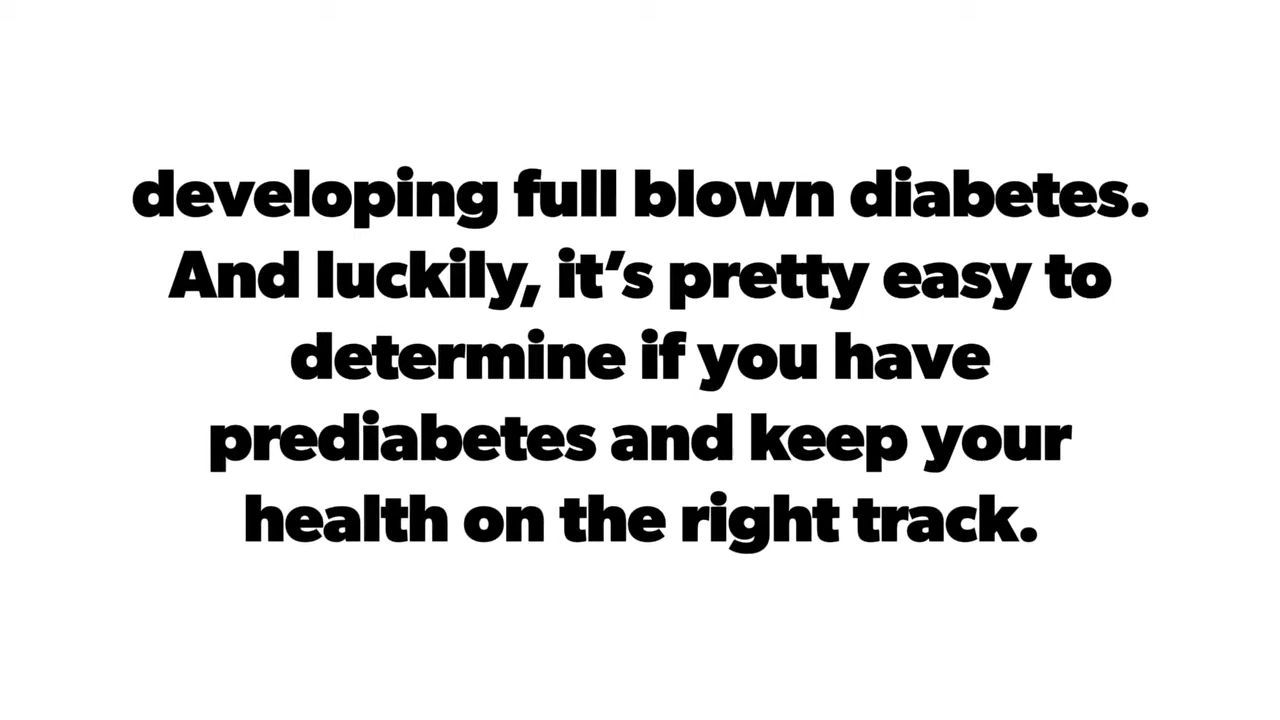 developing full blown diabetes.
And luckily, it’s pretty easy to
determine if you have
prediabetes and keep your
health on the right track.